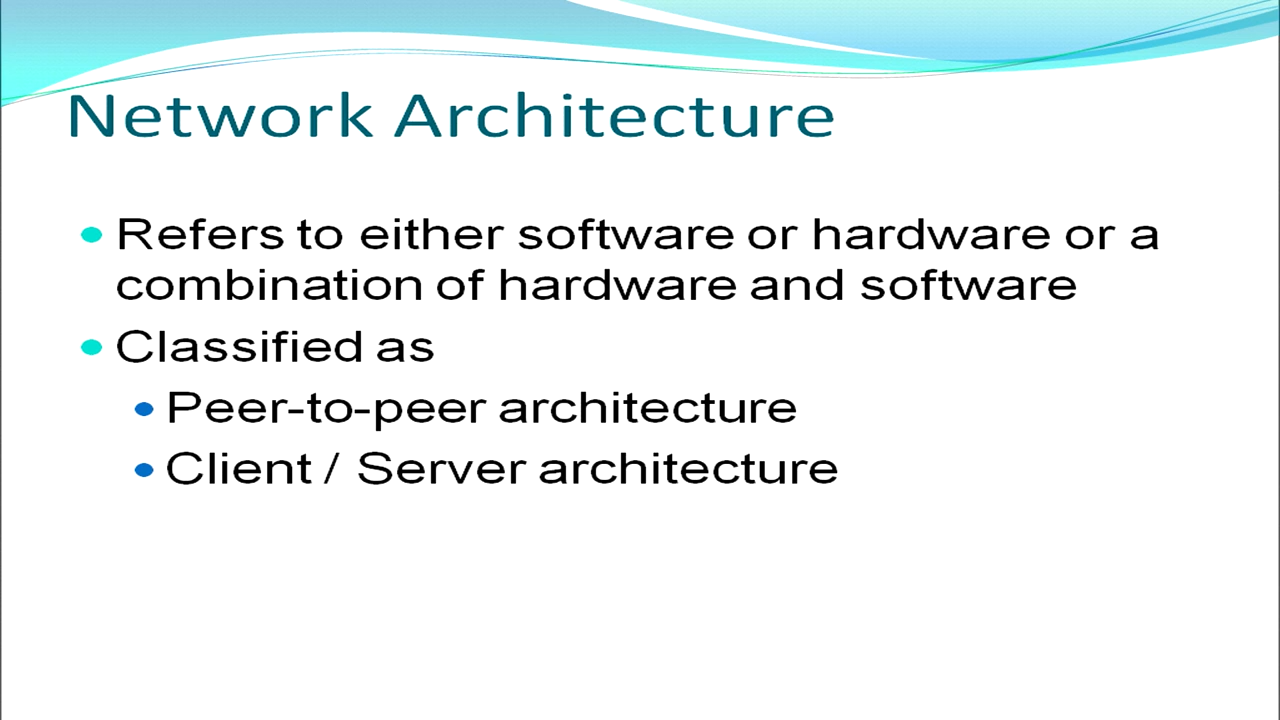 Network Architecture
Refers to either software or hardware or a
combination of hardware and software
Classified as
Peer-to-peer architecture
Client / Server architecture